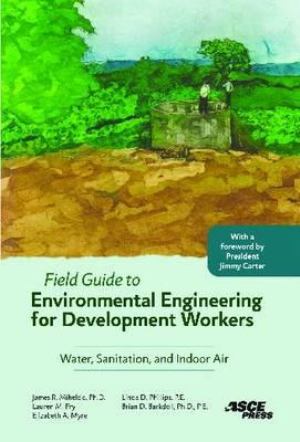 With a
foreword by
President
Jimmy Carter
Field Guide to
Environmental Engineering
for Development Workers
Water, Sanitation, and Indoor Air
James R. Mihelcic, Ph.D.
Lauren M. Fry
Elizabeth A. Myre
Linda D. Phillips, P.E.
Brian D. Barkdoll, Ph.D., P.E.
ASCE
PRESS